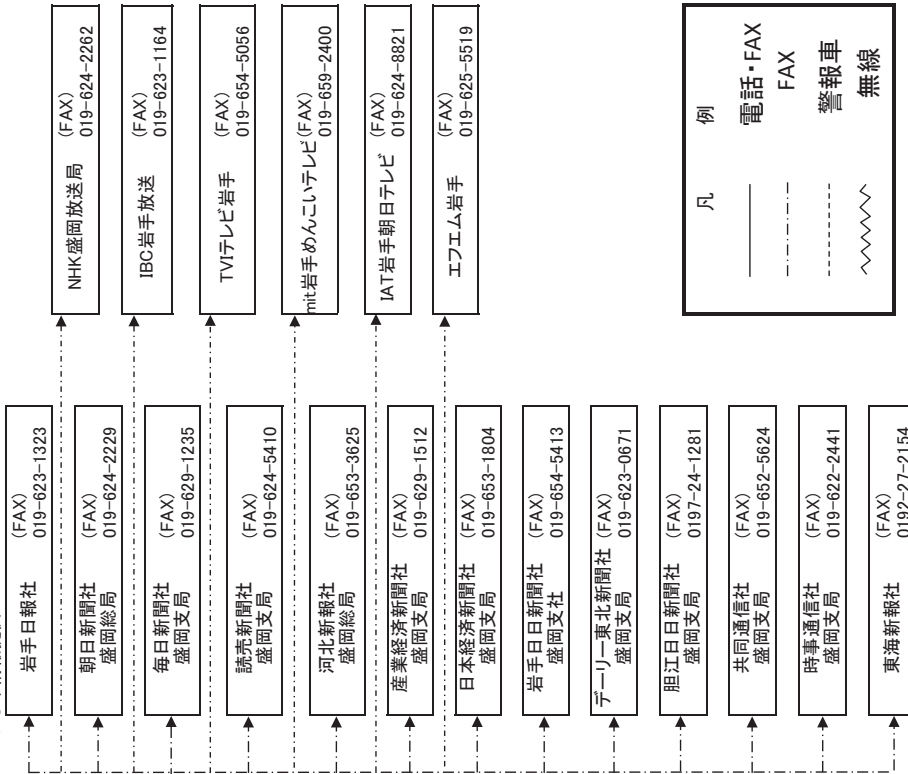 岩手日報社
(FAX)
019-623-1323
朝日新聞社
盛岡総局
(FAX)
019-624-2229
毎日新聞社
盛岡支局
(FAX)
019-629-1235
読売新聞社
盛岡支局
(FAX)
019-624-5410
河北新報社
盛岡総局
(FAX)
019-653-3625
産業経済新聞社
盛岡支局
(FAX)
019-629-1512
日本経済新聞社
盛岡支局
(FAX)
019-653-1804
岩手日日新聞社
盛岡支社
(FAX)
019-654-5413
デーリー東北新聞社
盛岡支局
(FAX)
019-623-0671
胆江日日新聞社
盛岡支局
(FAX)
0197-24-1281
共同通信社
盛岡支局
(FAX)
019-652-5624
時事通信社
盛岡支局
(FAX)
019-622-2441
東海新報社
(FAX)
0192-27-2154
NHK盛岡放送局
(FAX)
019-624-2262
IBC岩手放送
(FAX)
019-623-1164
TVIテレビ岩手
(FAX)
019-654-5056
mit岩手めんこいテレビ
(FAX)
019-659-2400
IAT岩手朝日テレビ
(FAX)
019-624-8821
エフエム岩手
(FAX)
019-625-5519
凡 例
電話・FAX
FAX
警報車
無線